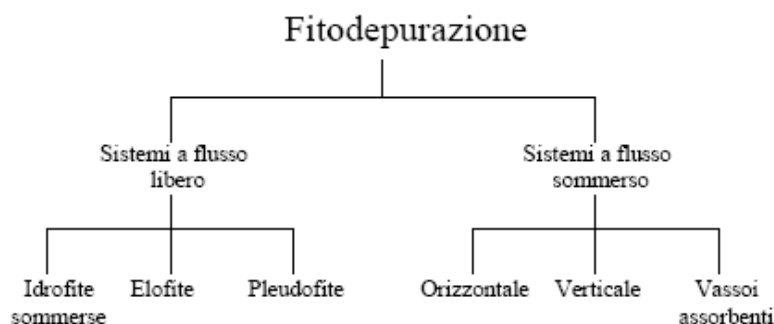 Fitodepurazione
Sistemi a flusso
libero
Sistemi a flusso
sommerso
Idrofite
sommerse
Elofite
Pleudofite
Orizzontale
Verticale
Vassoi
assorbenti